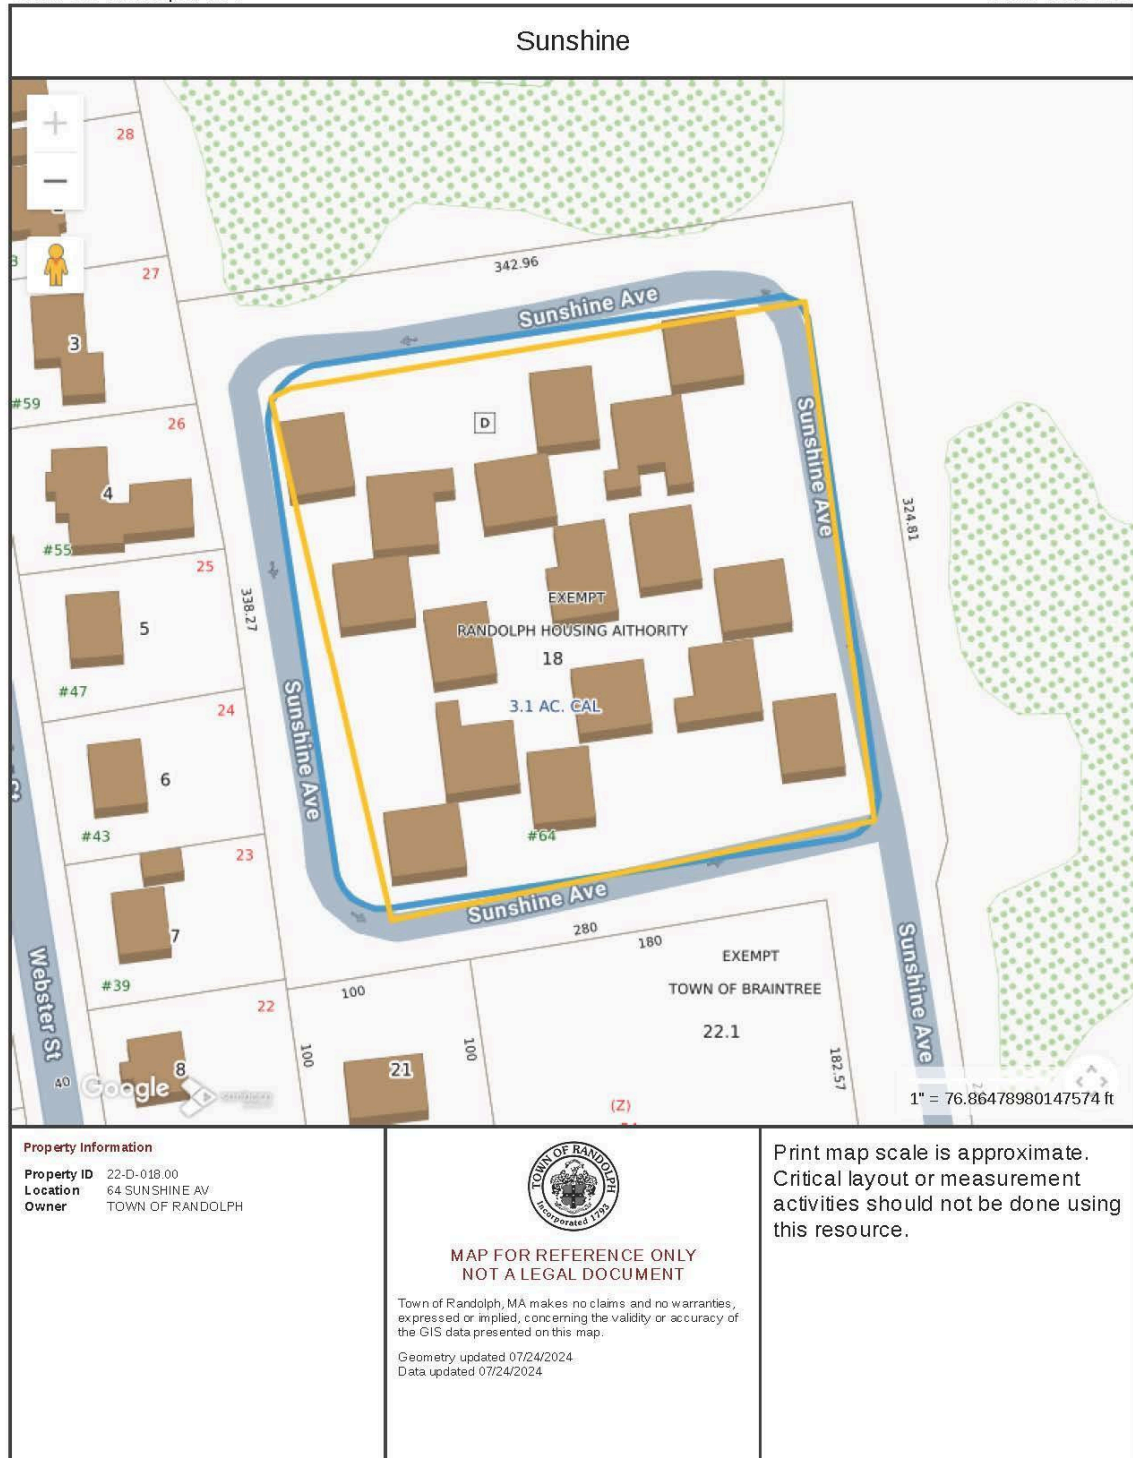 Sunshine
28
27
342.96
Sunshine Ave
3
#59
26
D
4
Sunshine Ave
324.81
#55
25
338.27
EXEMPT
5
RANDOLPH HOUSING AITHORITY
18
#47
24
3.1 AC. CAL
Sunshine Ave
6
#43
#64
23
Sunshine Ave
7
280
180
EXEMPT
#39
100
TOWN OF BRAINTREE
Sunshine Ave
22
22.1
Webster St
100
100
182.57
8
21
40
Google
(Z)
1" = 76.86478980147574 ft
Property Information
Property ID 22-D-018.00
Location 64 SUNSHINE AV
Owner TOWN OF RANDOLPH
TOWN OF RANDOLPH
Incorporated 1793
MAP FOR REFERENCE ONLY
NOT A LEGAL DOCUMENT
Town of Randolph, MA makes no claims and no warranties,
expressed or implied, concerning the validity or accuracy of
the GIS data presented on this map.
Geometry updated 07/24/2024
Data updated 07/24/2024
Print map scale is approximate.
Critical layout or measurement
activities should not be done using
this resource.